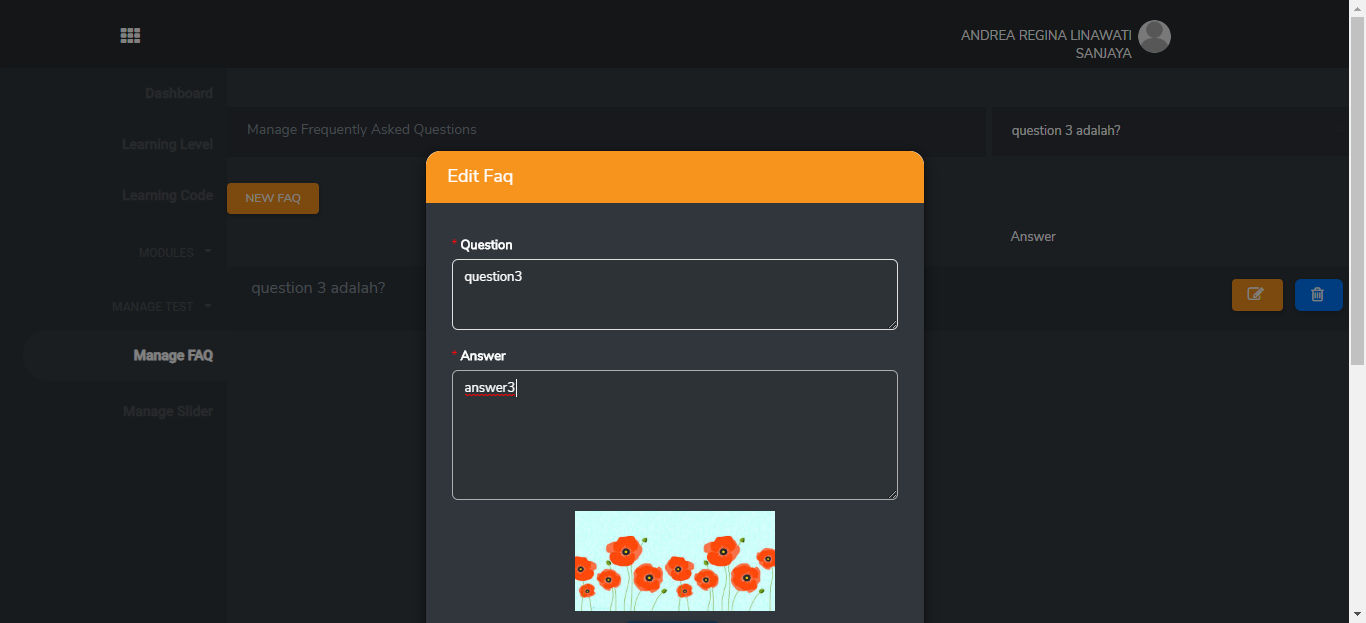 ANDREA REGINA LINAWATI
SANJAYA
Dashboard
Learning Level
Learning Code
MODULES
MANAGE TEST
Manage FAQ
Manage Slider
Manage Frequently Asked Questions
question 3 adalah?
NEW FAQ
Answer
question 3 adalah?
Edit Faq
* Question
question3
* Answer
answer3